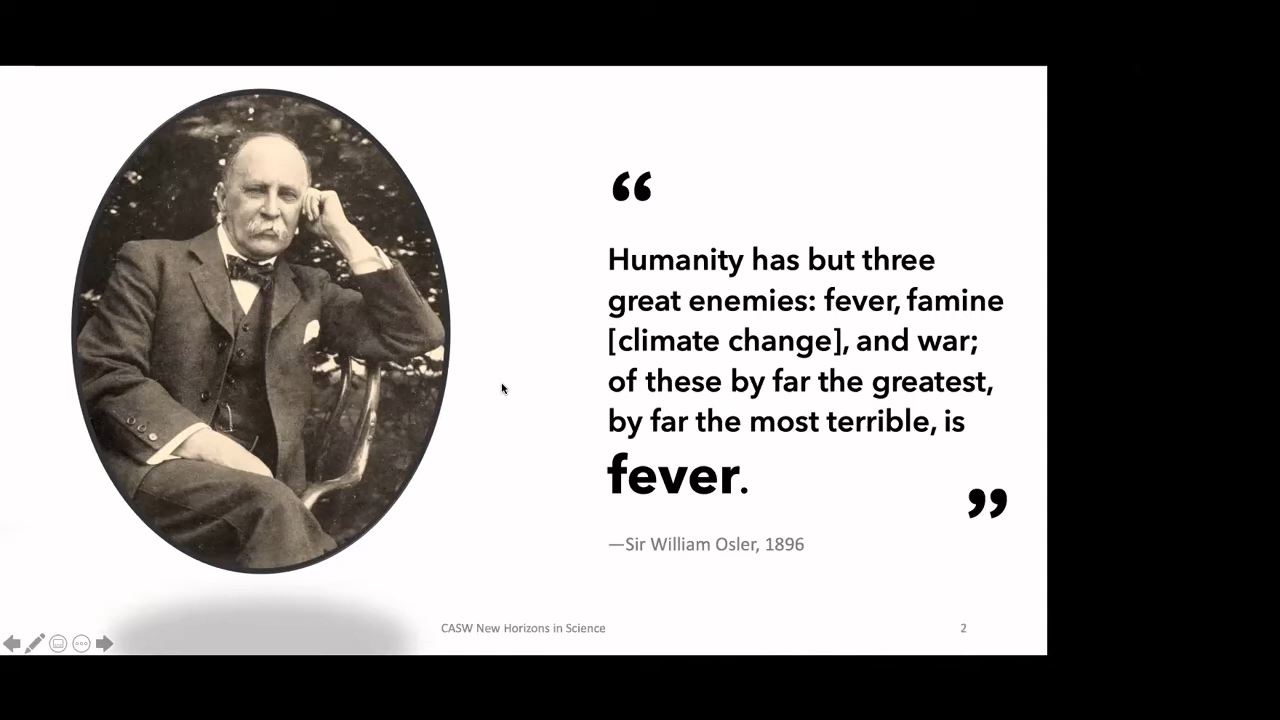 “
Humanity has but three
great enemies: fever, famine
[climate change], and war;
of these by far the greatest,
by far the most terrible, is
fever.
”
—Sir William Osler, 1896
CASW New Horizons in Science
2